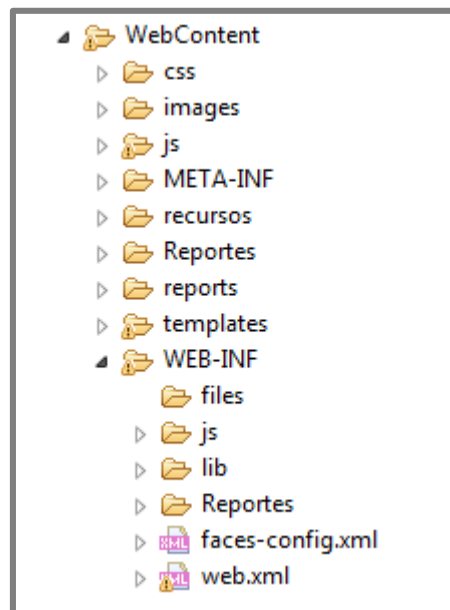 WebContent
css
images
js
META-INF
recursos
Reportes
reports
templates
WEB-INF
files
js
lib
Reportes
faces-config.xml
web.xml